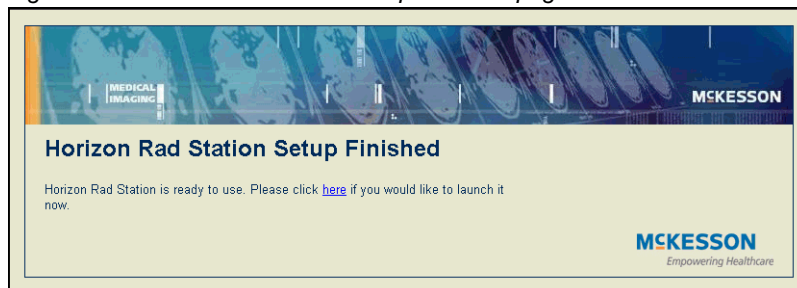 MEDICAL
IMAGING
MCKESSON
Horizon Rad Station Setup Finished
Horizon Rad Station is ready to use. Please click here if you would like to launch it
now.
MCKESSON
Empowering Healthcare